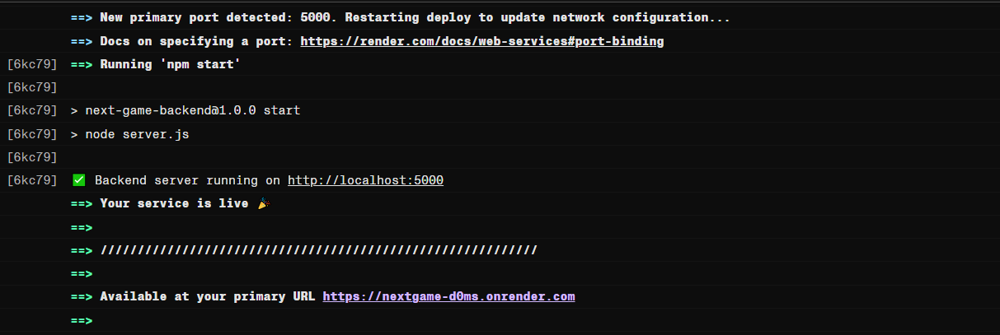 ==> New primary port detected: 5000. Restarting deploy to update network configuration...
==> Docs on specifying a port: https://render.com/docs/web-services#port-binding
[6kc79] ==> Running 'npm start'
[6kc79]
[6kc79] > next-game-backend@1.0.0 start
[6kc79] > node server.js
[6kc79]
[6kc79] ✅ Backend server running on http://localhost:5000
==> Your service is live 🎉
==>
==> ///////////////////////////////////////////////////////////
==>
==> Available at your primary URL https://nextgame-d0ms.onrender.com
==>